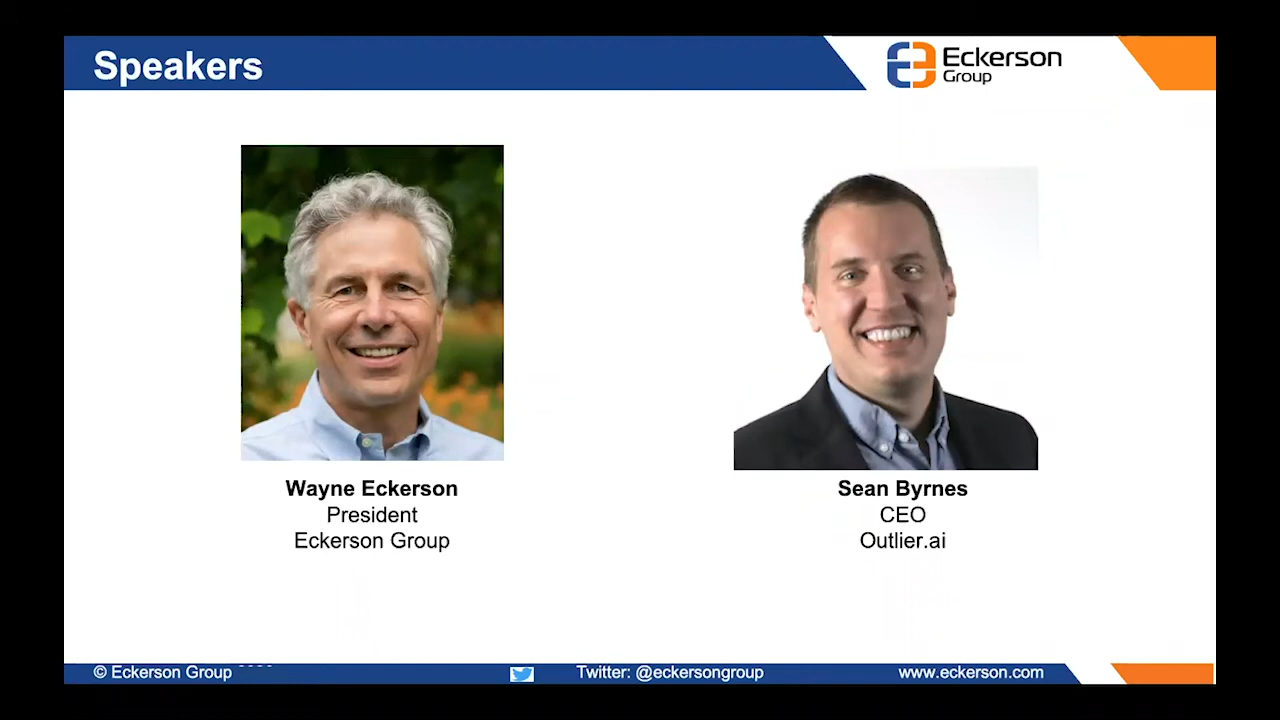 Speakers
Eckerson
Group
Wayne Eckerson
President
Eckerson Group
Sean Byrnes
CEO
Outlier.ai
© Eckerson Group
Twitter: @eckersongroup
www.eckerson.com